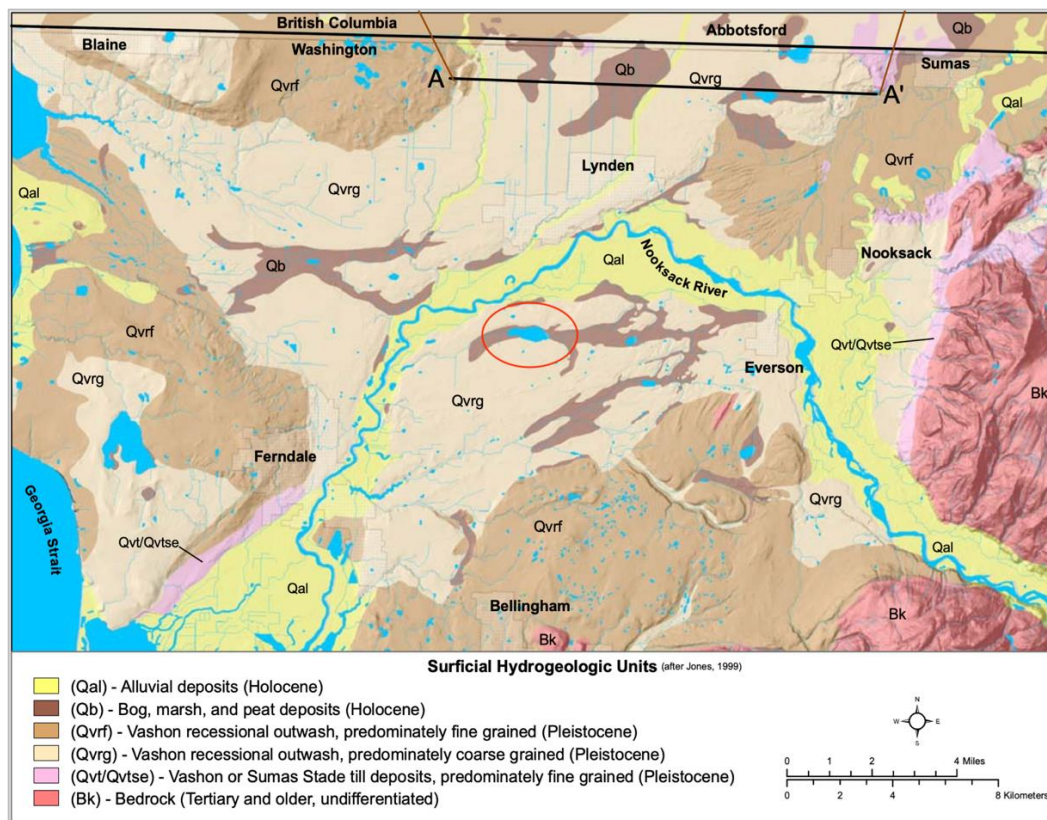 British Columbia
Blaine
Washington
Abbotsford
Qb
Sumas
Qvrf
A
Qb
Qvrg
A'
Qal
Lynden
Qvrf
Qvrg
Qal
Qb
Nooksack River
Qal
Nooksack
Qvrf
Qvt/Qvtse
Everson
Qvrg
Qvrg
Bk
Ferndale
Georgia Strait
Qvrg
Qvrf
Qvt/Qvtse
Qal
Qal
Bellingham
Bk
Bk
Surficial Hydrogeologic Units (after Jones, 1999)
(Qal) - Alluvial deposits (Holocene)
(Qb) - Bog, marsh, and peat deposits (Holocene)
(Qvrf) - Vashon recessional outwash, predominately fine grained (Pleistocene)
(Qvrg) - Vashon recessional outwash, predominately coarse grained (Pleistocene)
(Qvt/Qvtse) - Vashon or Sumas Stade till deposits, predominately fine grained (Pleistocene)
(Bk) - Bedrock (Tertiary and older, undifferentiated)
N
W E
S
0 1 2 4 Miles
0 2 4 8 Kilometers